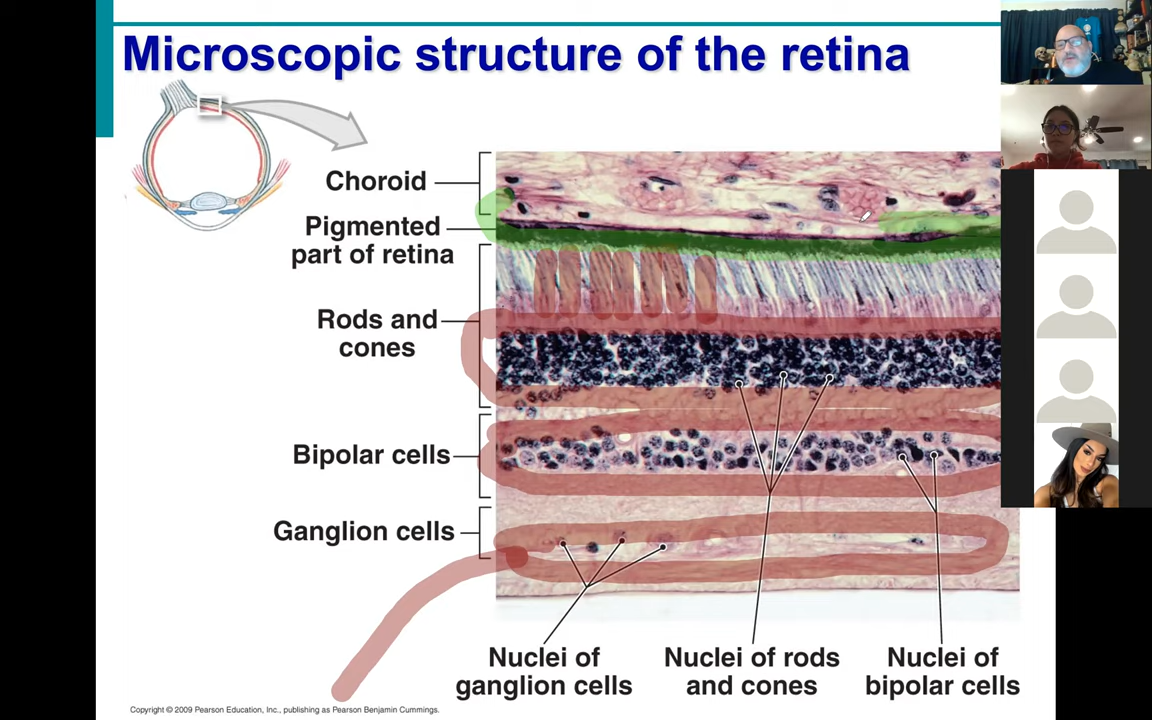 Microscopic structure of the retina
Choroid
Pigmented
part of retina
Rods and
cones
Bipolar cells
Ganglion cells
Nuclei of
ganglion cells
Nuclei of rods
and cones
Nuclei of
bipolar cells
Copyright © 2009 Pearson Education, Inc., publishing as Pearson Benjamin Cummings.